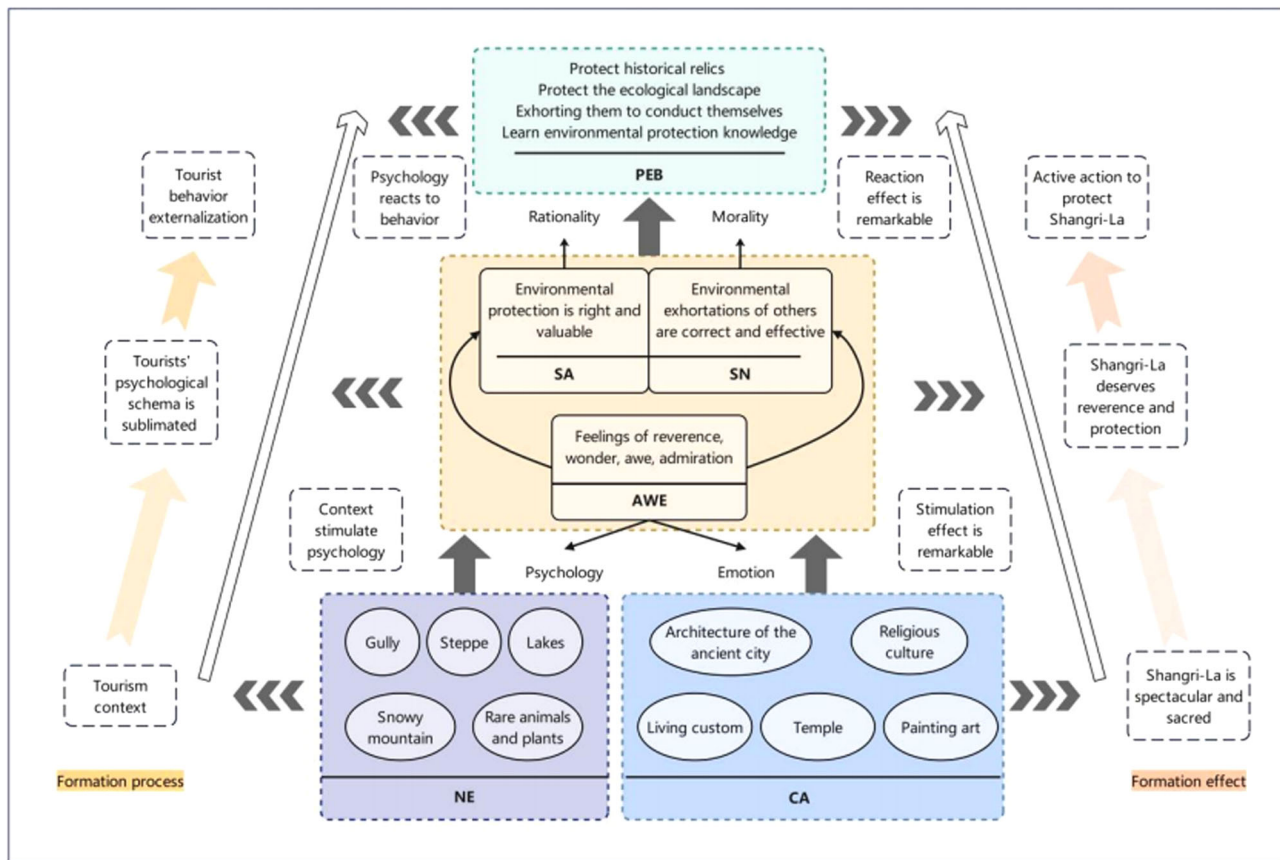 Protect historical relics
Protect the ecological landscape
Exhorting them to conduct themselves
Learn environmental protection knowledge
PEB
Tourist
behavior
externalization
Psychology
reacts to
behavior
Reaction
effect is
remarkable
Active action to
protect
Shangri-La
Rationality
Morality
Environmental
protection is right and
valuable
SA
Environmental
exhortations of others
are correct and effective
SN
Tourists'
psychological
schema is
sublimated
Shangri-La
deserves
reverence and
protection
Feelings of reverence,
wonder, awe, admiration
AWE
Context
stimulate
psychology
Stimulation
effect is
remarkable
Psychology
Emotion
Gully
Steppe
Lakes
Snowy
mountain
Rare animals
and plants
NE
Architecture of the
ancient city
Religious
culture
Living custom
Temple
Painting art
CA
Tourism
context
Shangri-La is
spectacular and
sacred
Formation process
Formation effect